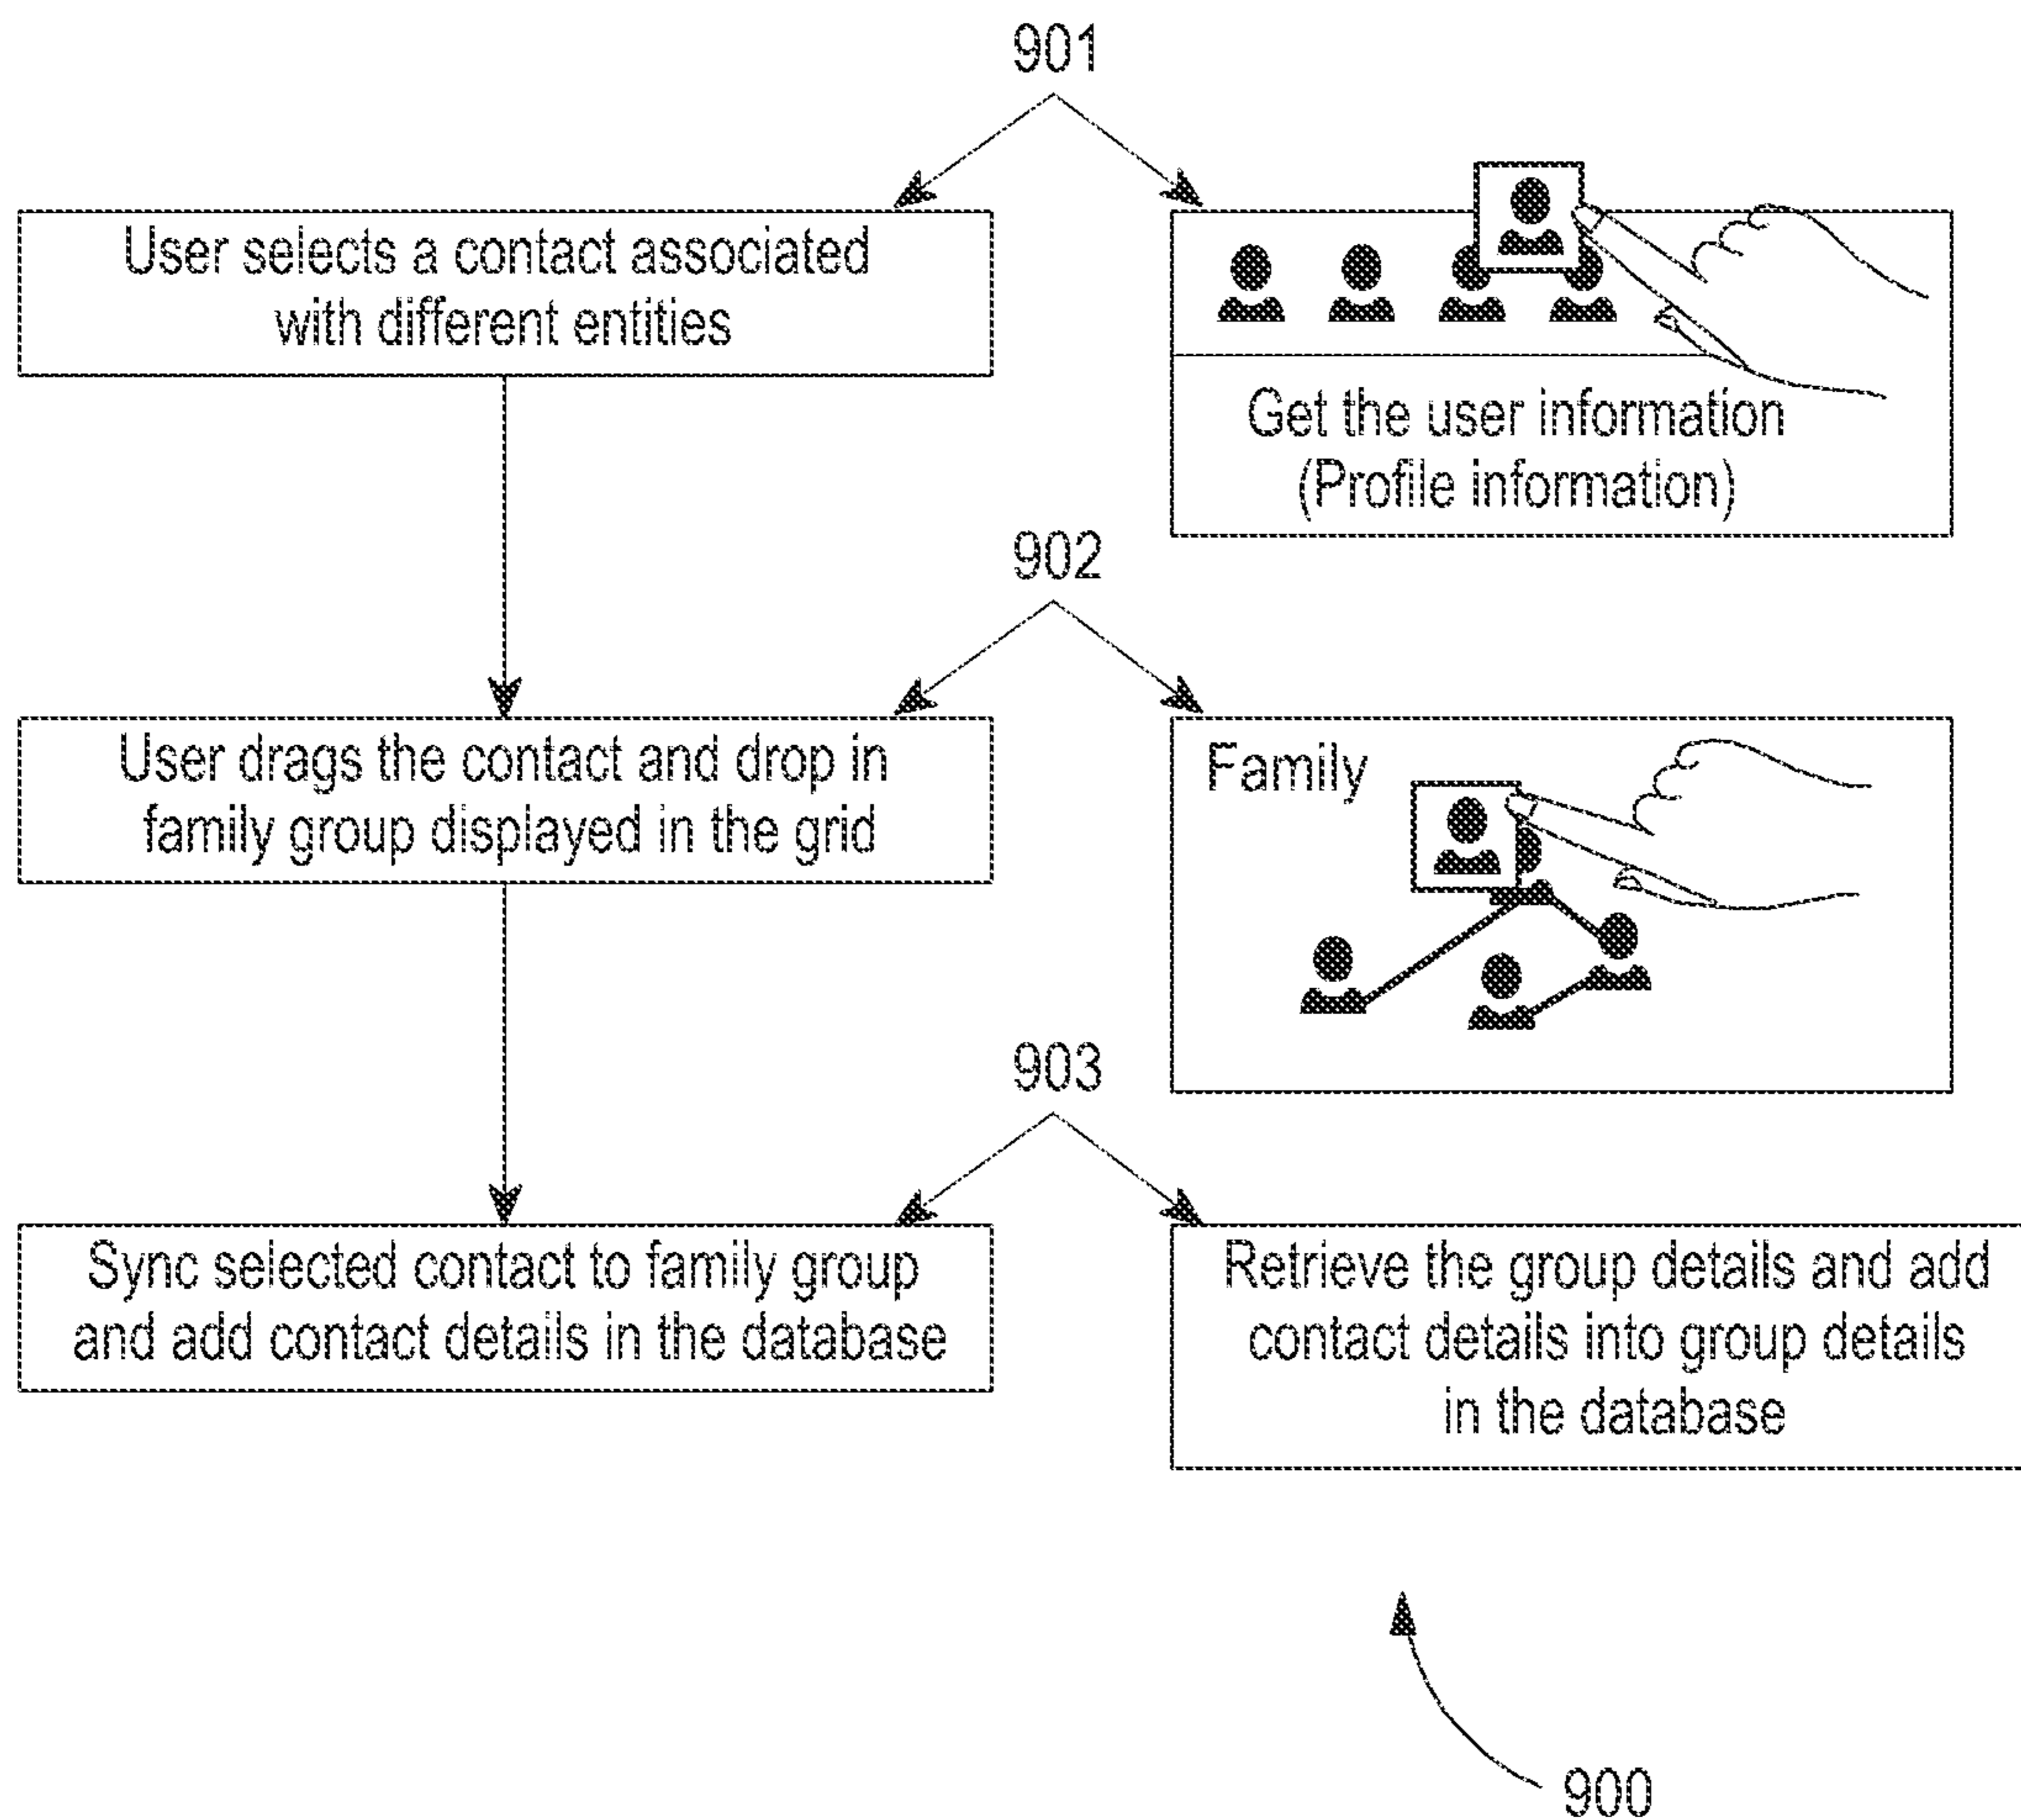 901
User selects a contact associated
with different entities
Get the user information
(Profile information)
902
User drags the contact and drop in
family group displayed in the grid
Family
903
Sync selected contact to family group
and add contact details in the database
Retrieve the group details and add
contact details into group details
in the database
900